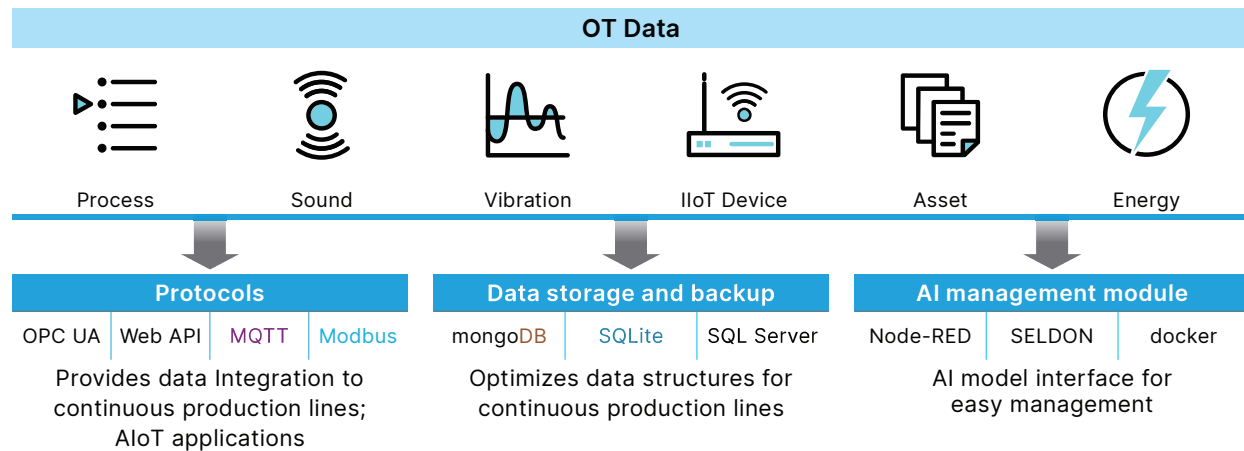 OT Data
Process
Sound
Vibration
IIoT Device
Asset
Energy
Protocols
OPC UA
Web API
MQTT
Modbus
Provides data Integration to
continuous production lines;
AIoT applications
Data storage and backup
mongoDB
SQLite
SQL Server
Optimizes data structures for
continuous production lines
AI management module
Node-RED
SELDON
docker
AI model interface for
easy management